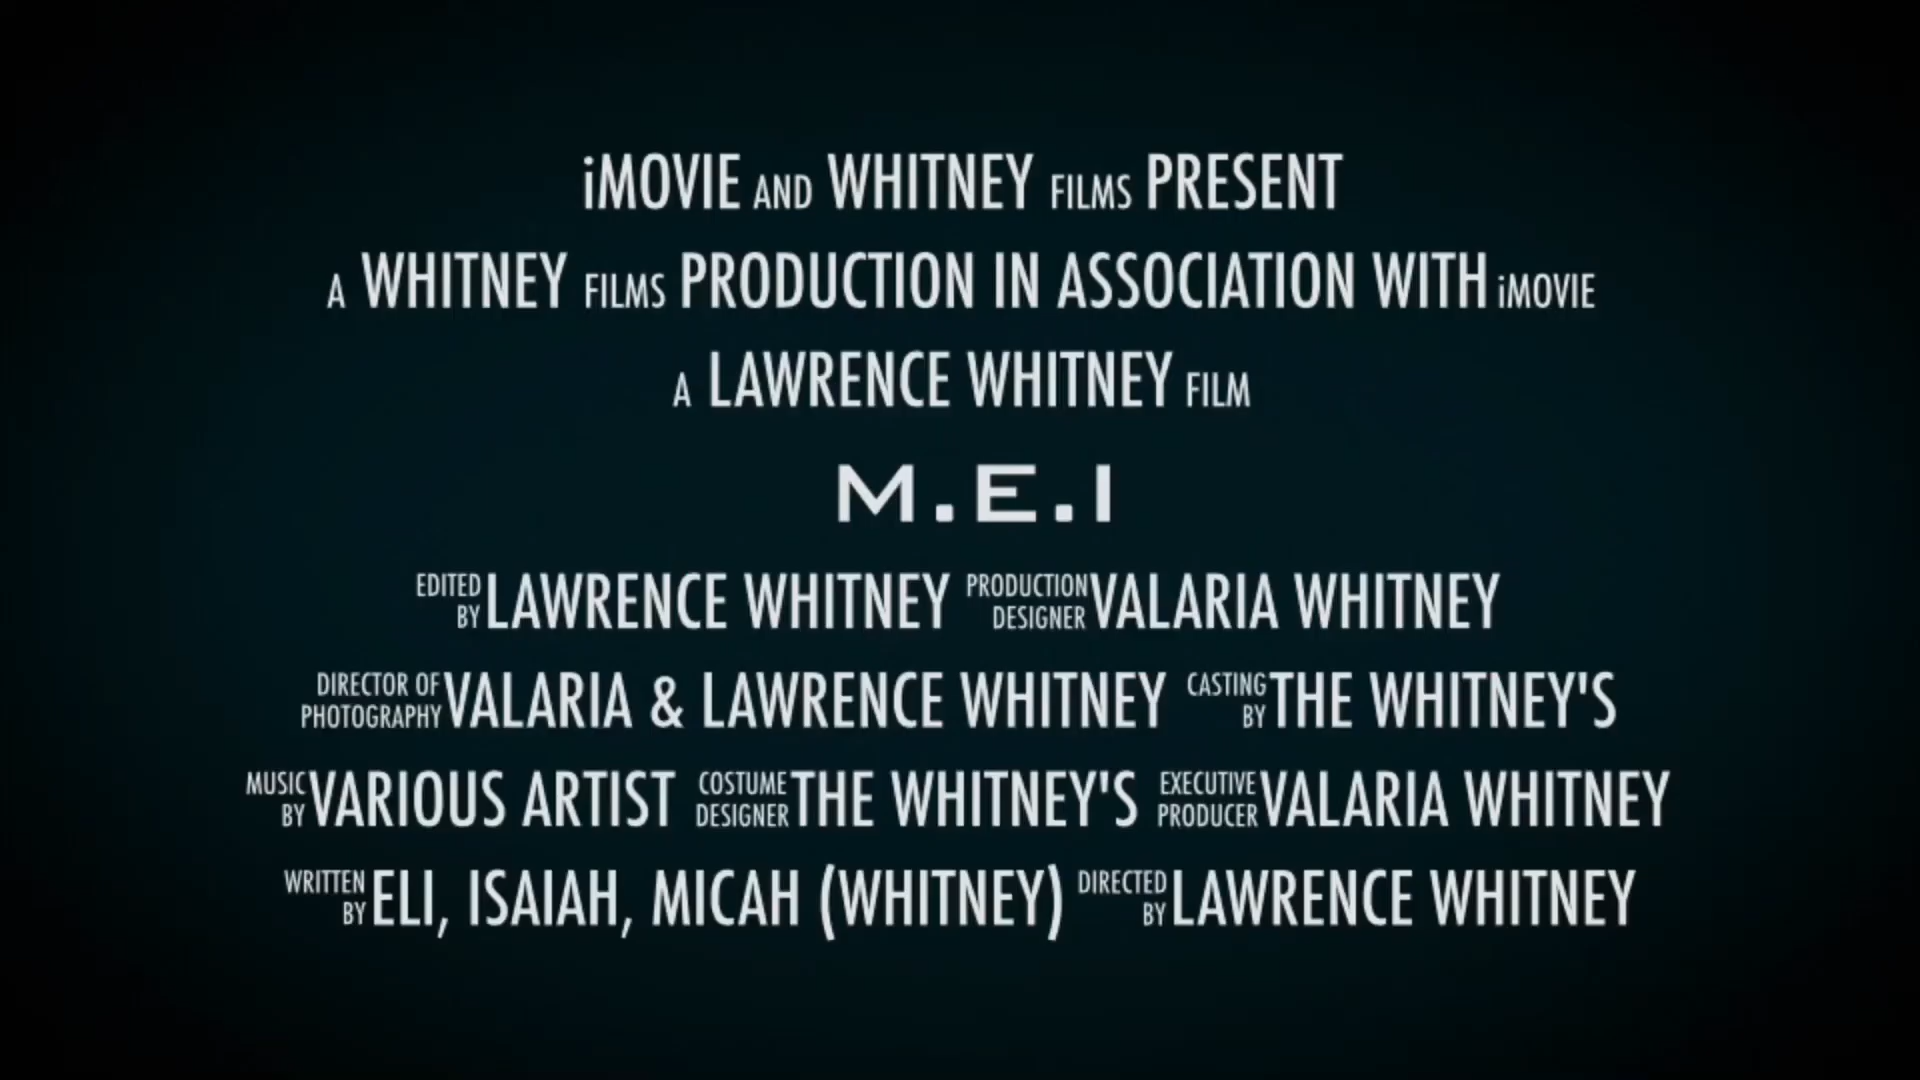 iMOVIE AND WHITNEY FILMS PRESENT
A WHITNEY FILMS PRODUCTION IN ASSOCIATION WITH iMOVIE
A LAWRENCE WHITNEY FILM
M.E.I
EDITED BY LAWRENCE WHITNEY PRODUCTION DESIGNER VALARIA WHITNEY
DIRECTOR OF PHOTOGRAPHY VALARIA & LAWRENCE WHITNEY CASTING BY THE WHITNEY'S
MUSIC BY VARIOUS ARTIST COSTUME DESIGNER THE WHITNEY'S EXECUTIVE PRODUCER VALARIA WHITNEY
WRITTEN BY ELI, ISAIAH, MICAH (WHITNEY) DIRECTED BY LAWRENCE WHITNEY